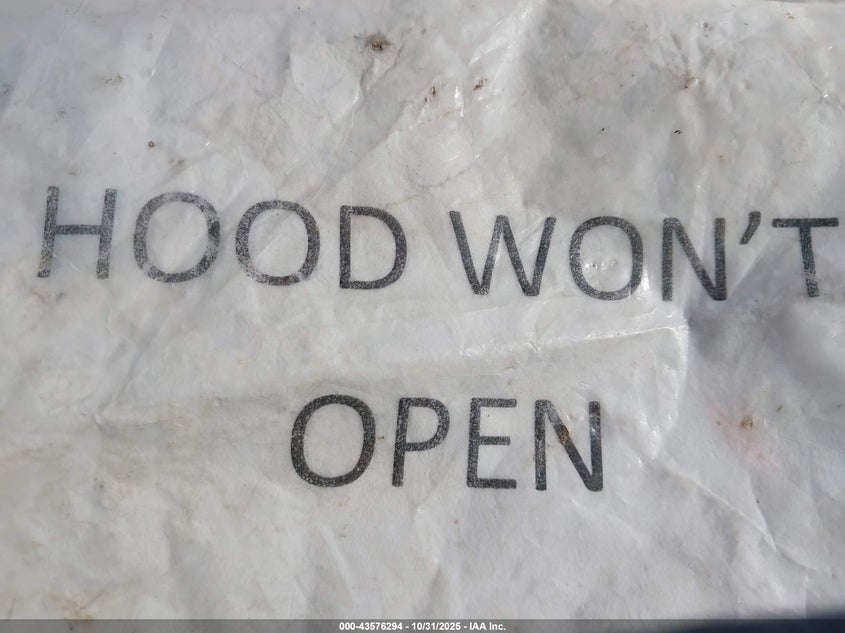 HOOD WON'T
OPEN
000-43576294 - 10/31/2025 - IAA Inc.